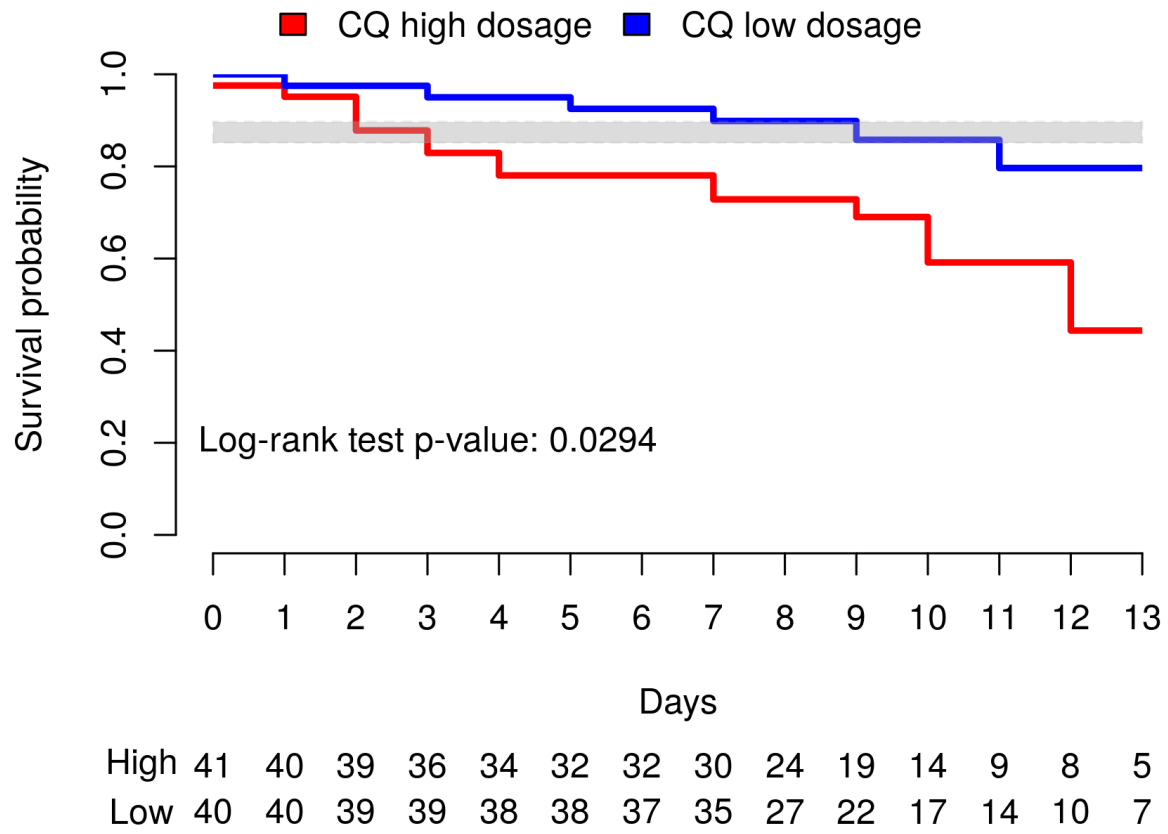 CQ high dosage CQ low dosage
Survival probability
1.0
0.8
0.6
0.4
0.2
0.0
Log-rank test p-value: 0.0294
0 1 2 3 4 5 6 7 8 9 10 11 12 13
Days
High 41 40 39 36 34 32 32 30 24 19 14 9 8 5
Low 40 40 39 39 38 38 37 35 27 22 17 14 10 7